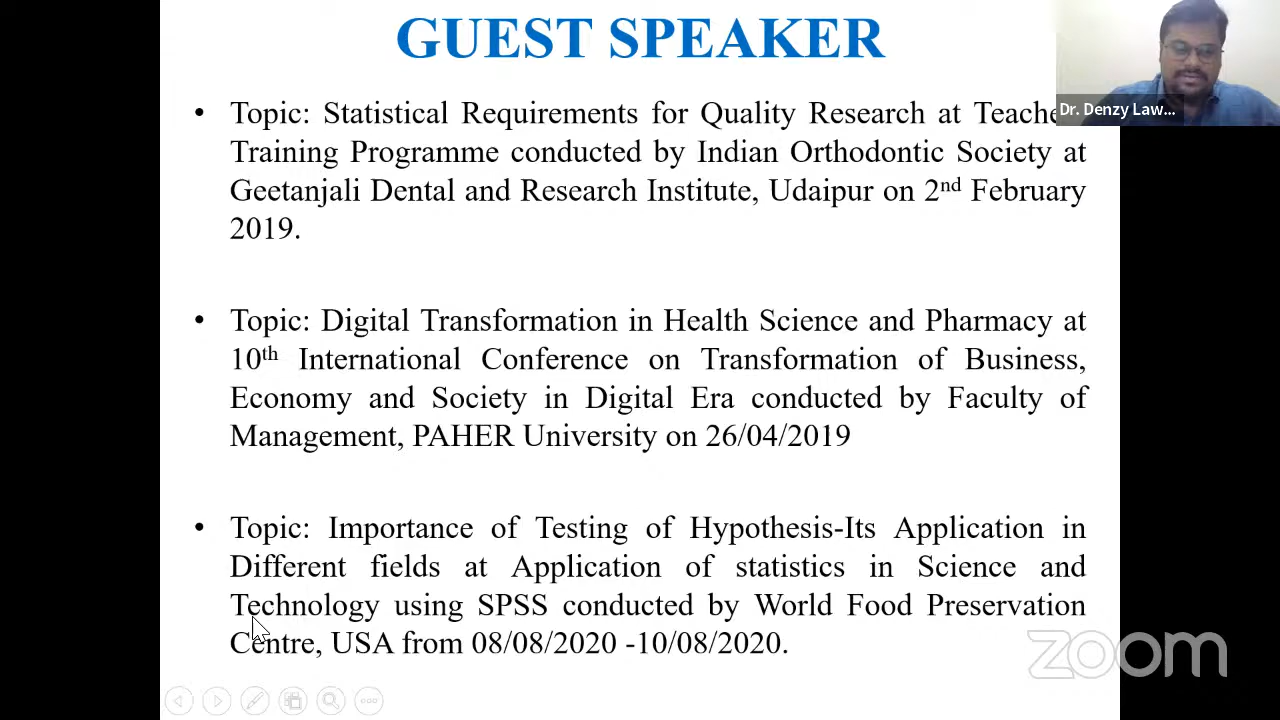 GUEST SPEAKER
Dr. Denzy Law...
• Topic: Statistical Requirements for Quality Research at Teache
Training Programme conducted by Indian Orthodontic Society at
Geetanjali Dental and Research Institute, Udaipur on 2nd February
2019.
• Topic: Digital Transformation in Health Science and Pharmacy at
10th International Conference on Transformation of Business,
Economy and Society in Digital Era conducted by Faculty of
Management, PAHER University on 26/04/2019
• Topic: Importance of Testing of Hypothesis-Its Application in
Different fields at Application of statistics in Science and
Technology using SPSS conducted by World Food Preservation
Centre, USA from 08/08/2020 -10/08/2020.
zoom